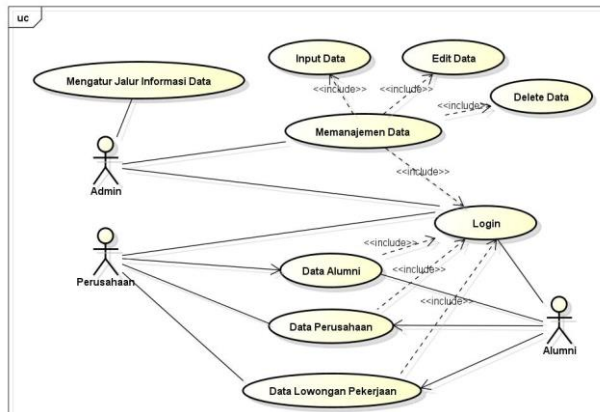 uc
Input Data
Edit Data
Mengatur Jalur Informasi Data
<<include>>
<<include>>
Delete Data
<<include>>
Memanajemen Data
Admin
<<include>>
Login
<<include>>
Perusahaan
Data Alumni
<<include>>
<<include>>
Data Perusahaan
Alumni
Data Lowongan Pekerjaan